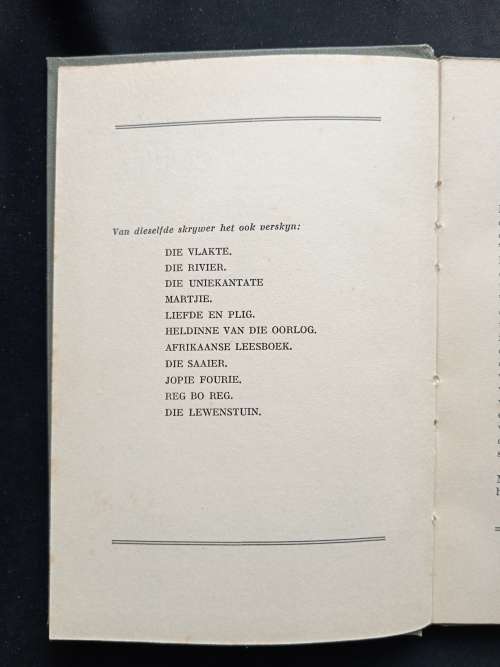 Van dieselfde skrywer het ook verskyn:
DIE VLAKTE.
DIE RIVIER.
DIE UNIEKANTATE
MARTJIE.
LIEFDE EN PLIG.
HELDINNE VAN DIE OORLOG.
AFRIKAANSE LEESBOEK.
DIE SAAIER.
JOPIE FOURIE.
REG BO REG.
DIE LEWENSTUIN.